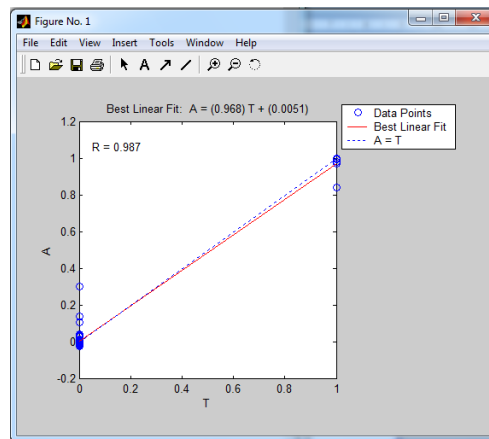 Figure No. 1
File Edit View Insert Tools Window Help
Best Linear Fit: A = (0.968) T + (0.0051)
Data Points
Best Linear Fit
A = T
R = 0.987
1.2
1
0.8
0.6
0.4
0.2
0
-0.2
A
0 0.2 0.4 0.6 0.8 1
T